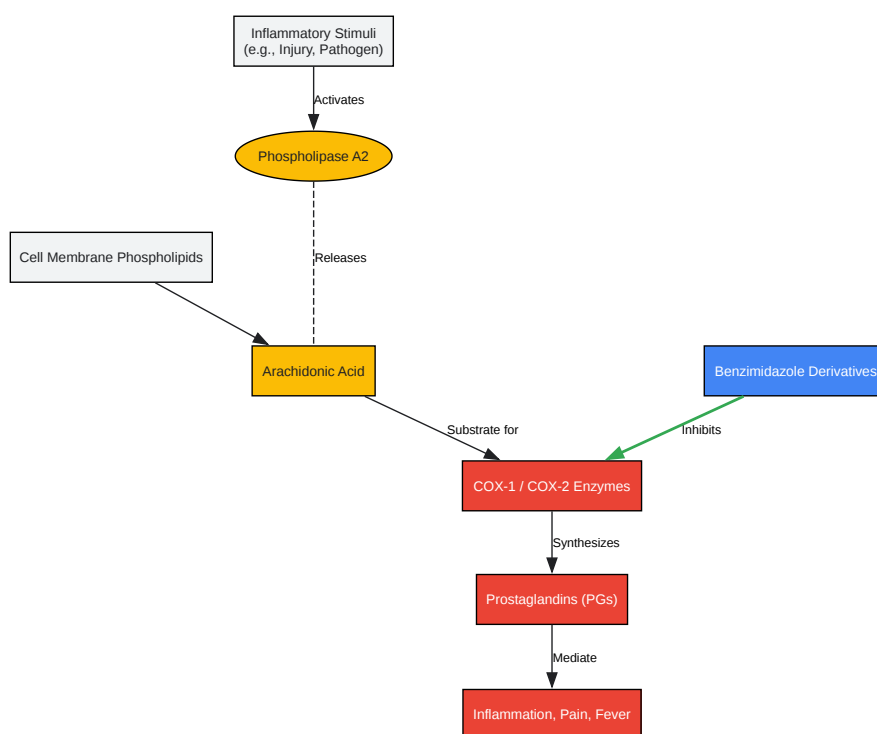 Inflammatory Stimuli
(e.g., Injury, Pathogen)
Activates
Phospholipase A2
Cell Membrane Phospholipids
Releases
Arachidonic Acid
Benzimidazole Derivatives
Substrate for
Inhibits
COX-1 / COX-2 Enzymes
Synthesizes
Prostaglandins (PGs)
Mediate
Inflammation, Pain, Fever